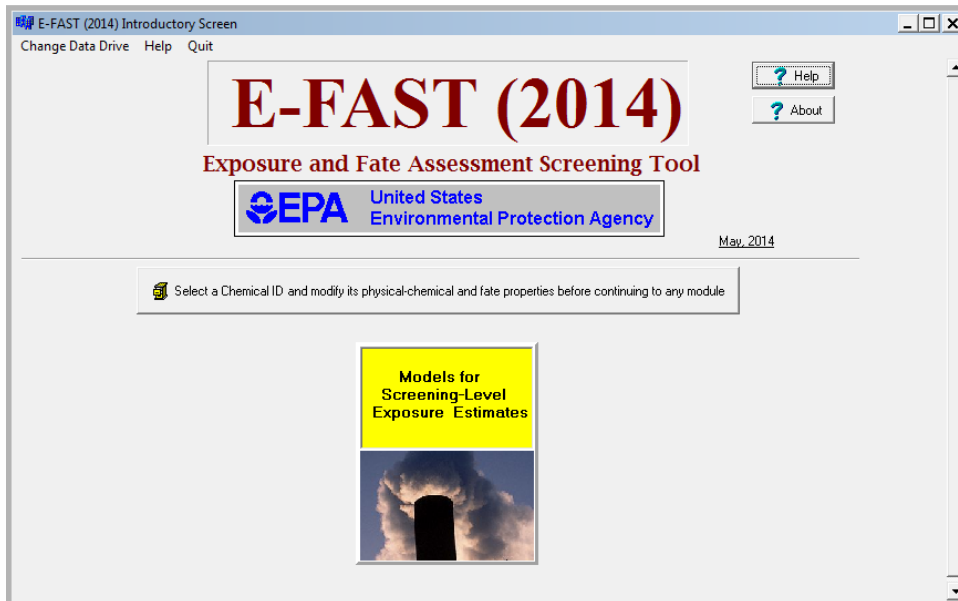 E-FAST (2014) Introductory Screen
Change Data Drive Help Quit
E-FAST (2014)
Help
About
Exposure and Fate Assessment Screening Tool
EPA
United States
Environmental Protection Agency
May, 2014
Select a Chemical ID and modify its physical-chemical and fate properties before continuing to any module
Models for
Screening-Level
Exposure Estimates